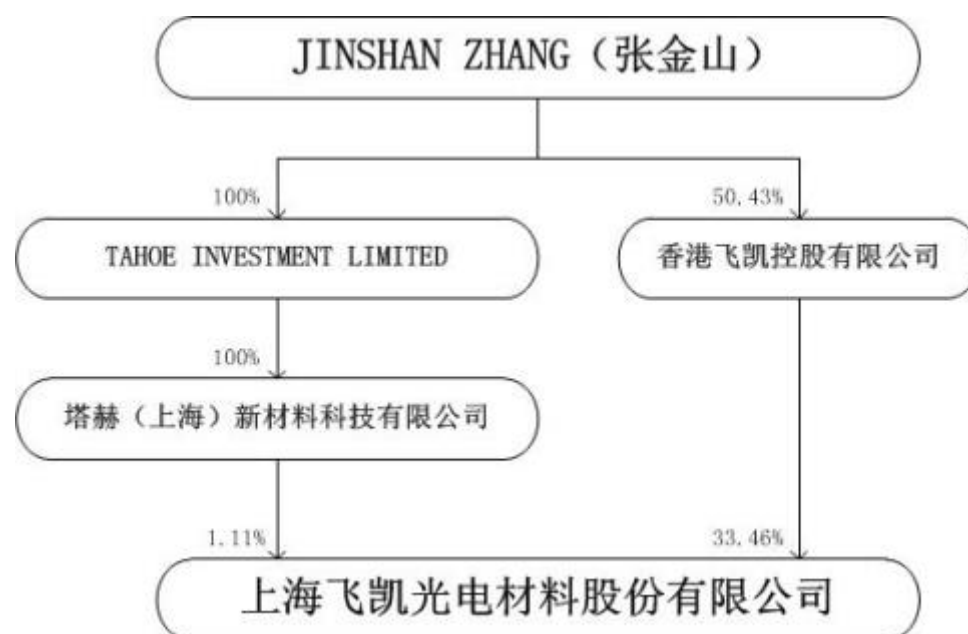 JINSHAN ZHANG（张金山）
100%
50.43%
TAHOE INVESTMENT LIMITED
香港飞凯控股有限公司
100%
塔赫（上海）新材料科技有限公司
1.11%
33.46%
上海飞凯光电材料股份有限公司